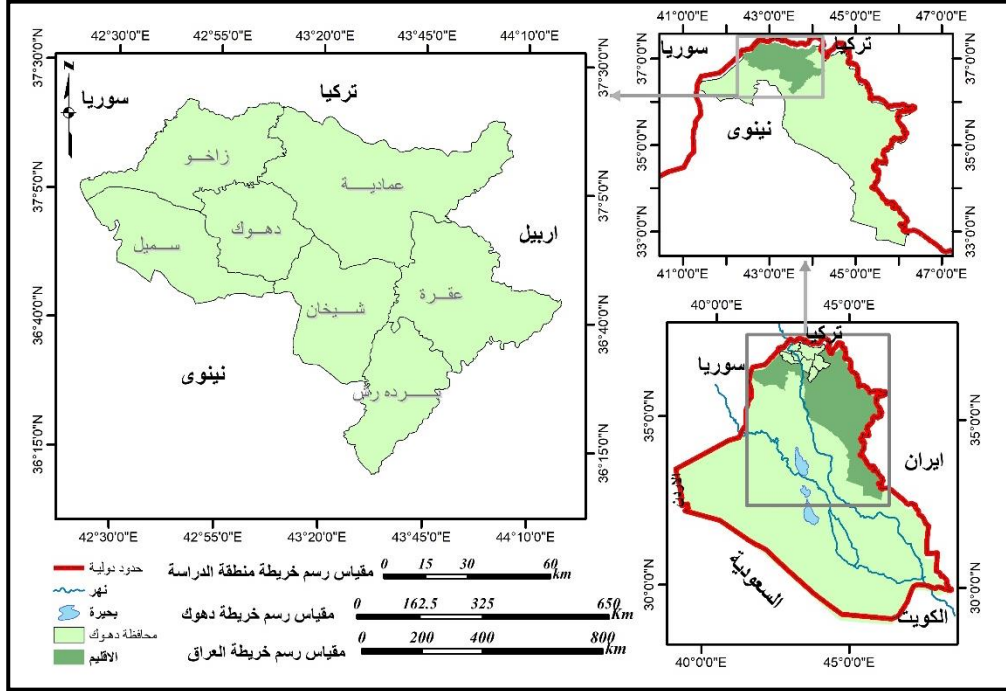 42°30'0"E 42°55'0"E 43°20'0"E 43°45'0"E 44°10'0"E
37°30'0"N
37°5'0"N
36°40'0"N
36°15'0"N
N
سوريا
تركيا
زاخـو
عماديـــة
دهــوك
ســميل
اربيل
شيـــخان
عقــرة
نينوى
37°30'0"N
37°5'0"N
36°40'0"N
36°15'0"N
42°30'0"E 42°55'0"E 43°20'0"E 43°45'0"E 44°10'0"E
41°0'0"E 43°0'0"E 45°0'0"E 47°0'0"E
سوريا
تركيا
نينوى
37°0'0"N
35°0'0"N
33°0'0"N
37°0'0"N
35°0'0"N
33°0'0"N
41°0'0"E 43°0'0"E 45°0'0"E 47°0'0"E
40°0'0"E 45°0'0"E
تركيا
سوريا
ايران
السعودية
الكويت
35°0'0"N
30°0'0"N
35°0'0"N
30°0'0"N
40°0'0"E 45°0'0"E
حدود دولية
نهر
بحيرة
محافظة دهوك
الاقليم
مقياس رسم خريطة منطقة الدراسة
0 15 30 60
km
مقياس رسم خريطة دهوك
0 162.5 325 650
Km
مقياس رسم خريطة العراق
0 200 400 800
km